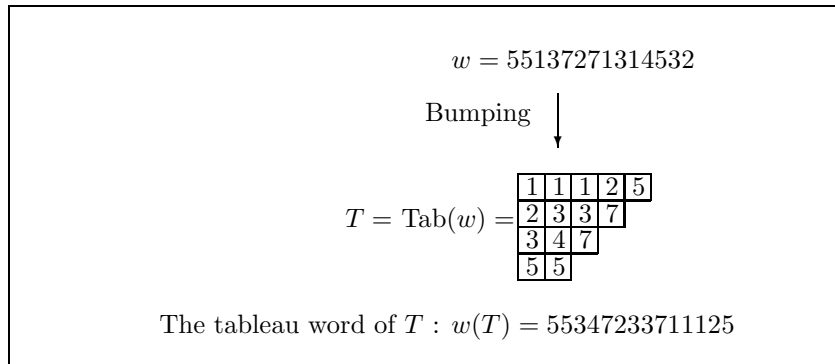 w = 55137271314532
Bumping
1 1 1 2 5
T = Tab(w) = 2 3 3 7
3 4 7
5 5
The tableau word of T : w(T) = 55347233711125